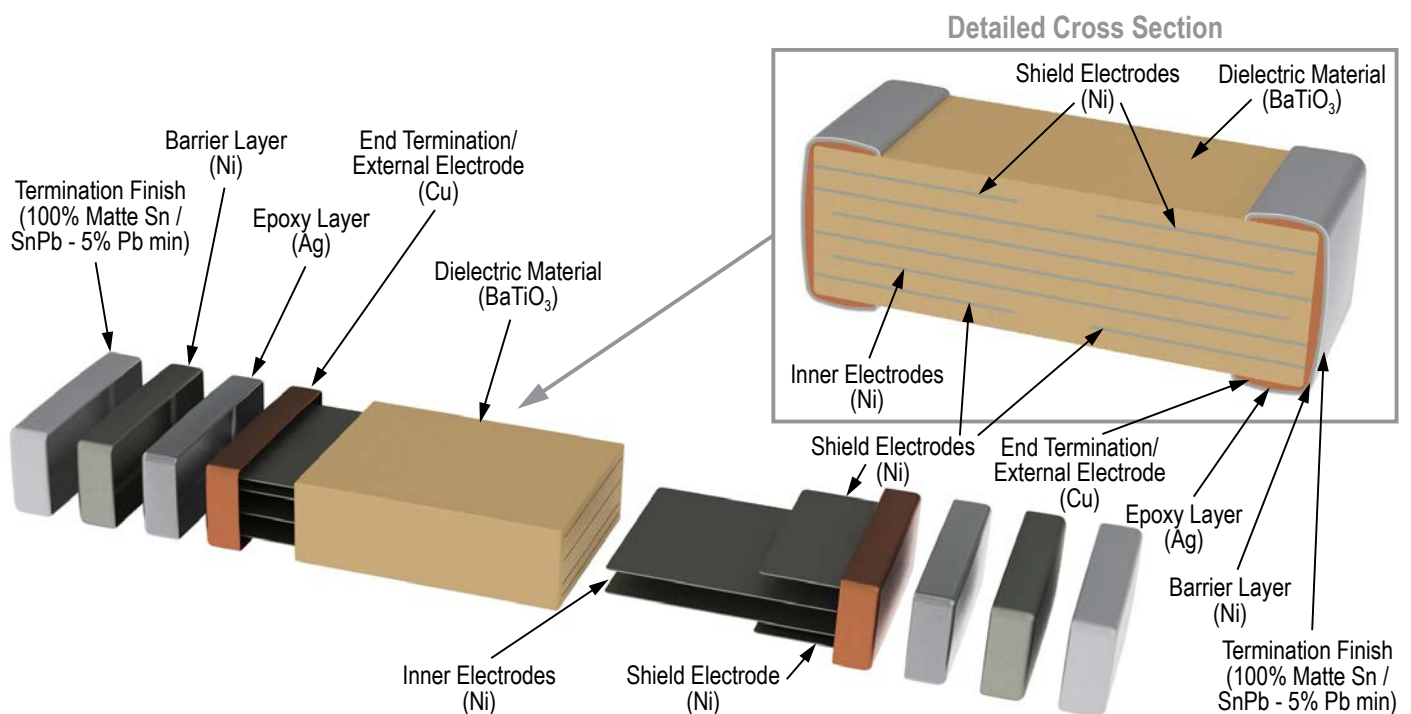 Detailed Cross Section
Shield Electrodes
(Ni)
Dielectric Material
(BaTiO₃)
Barrier Layer
(Ni)
End Termination/
External Electrode
(Cu)
Termination Finish
(100% Matte Sn /
SnPb - 5% Pb min)
Epoxy Layer
(Ag)
Dielectric Material
(BaTiO₃)
Inner Electrodes
(Ni)
Shield Electrodes
(Ni)
End Termination/
External Electrode
(Cu)
Epoxy Layer
(Ag)
Barrier Layer
(Ni)
Termination Finish
(100% Matte Sn /
SnPb - 5% Pb min)
Inner Electrodes
(Ni)
Shield Electrode
(Ni)